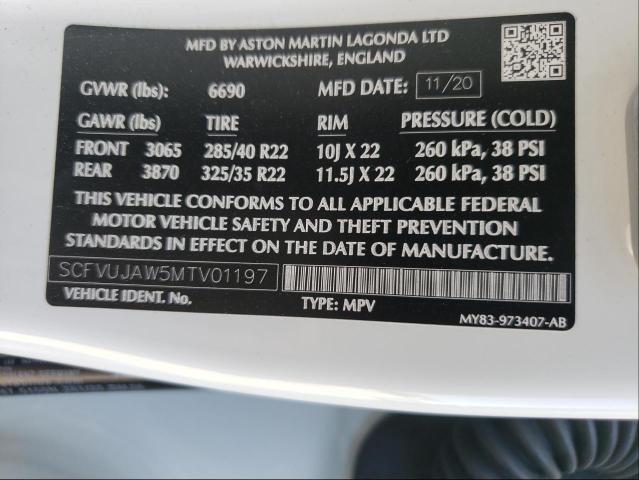 MFD BY ASTON MARTIN LAGONDA LTD
WARWICKSHIRE, ENGLAND
GVWR (lbs): 6690 MFD DATE: 11/20
GAWR (lbs) TIRE RIM PRESSURE (COLD)
FRONT 3065 285/40 R22 10J X 22 260 kPa, 38 PSI
REAR 3870 325/35 R22 11.5J X 22 260 kPa, 38 PSI
THIS VEHICLE CONFORMS TO ALL APPLICABLE FEDERAL
MOTOR VEHICLE SAFETY AND THEFT PREVENTION
STANDARDS IN EFFECT ON THE DATE OF MANUFACTURE.
SCFVUJAW5MTV01197
VEHICLE IDENT. No. TYPE: MPV MY83-973407-AB